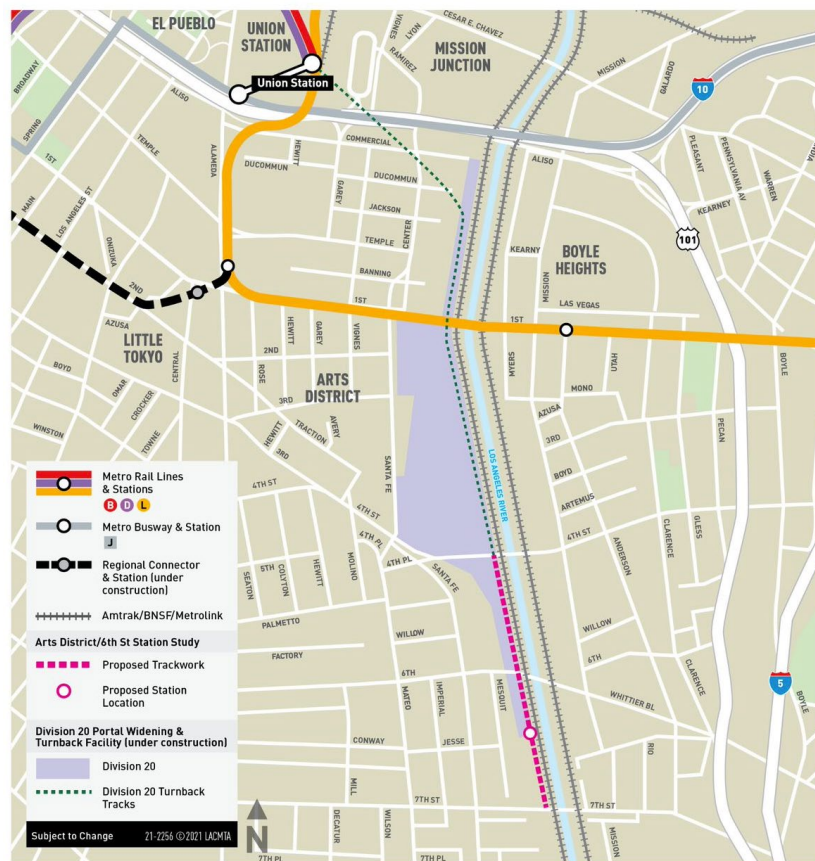 EL PUEBLO
UNION
STATION
Union Station
MISSION
JUNCTION
VIGNES
LYON
RAMIREZ
CESAR E. CHAVEZ
MISSION
GALARDO
10
BROADWAY
SPRING
ALISO
TEMPLE
1ST
MAIN
LOS ANGELES ST
ONIZUKA
2ND
ALAMEDA
HEWITT
COMMERCIAL
DUCOMMUN
DUCOMMUN
GAREY
JACKSON
CENTER
TEMPLE
BANNING
1ST
ALISO
PLEASANT
PENNSYLVANIA AV
WARREN
KEARNEY
101
KEARNY
MISSION
BOYLE
HEIGHTS
LAS VEGAS
1ST
BOYLE
AZUSA
LITTLE
TOKYO
CENTRAL
BOYD
OMAR
CROCKER
TOWNE
WINSTON
HEWITT
GAREY
VIGNES
2ND
ROSE
ARTS
DISTRICT
3RD
HEWITT
TRACTION
AVERY
3RD
SANTA FE
MYERS
UTAH
MONO
AZUSA
3RD
BOYD
ARTEMUS
4TH ST
PECAN
GLESS
CLARENCE
ANDERSON
LOS ANGELES RIVER
4TH ST
4TH ST
4TH PL
4TH PL
SANTA FE
5TH
SEATON
COLYTON
HEWITT
MOLINO
PALMETTO
WILLOW
FACTORY
6TH
MATEO
IMPERIAL
MESQUIT
CONWAY
JESSE
MILL
WILSON
7TH ST
DECATUR
7TH PL
7TH PL
WILLOW
6TH
WHITTIER BL
CLARENCE
RIO
7TH ST
MISSION
5
BOYLE
Metro Rail Lines
& Stations
B D L
Metro Busway & Station
J
Regional Connector
& Station (under
construction)
Amtrak/BNSF/Metrolink
Arts District/6th St Station Study
Proposed Trackwork
Proposed Station
Location
Division 20 Portal Widening &
Turnback Facility (under construction)
Division 20
Division 20 Turnback
Tracks
Subject to Change 21-2256 ©2021 LACMTA
N